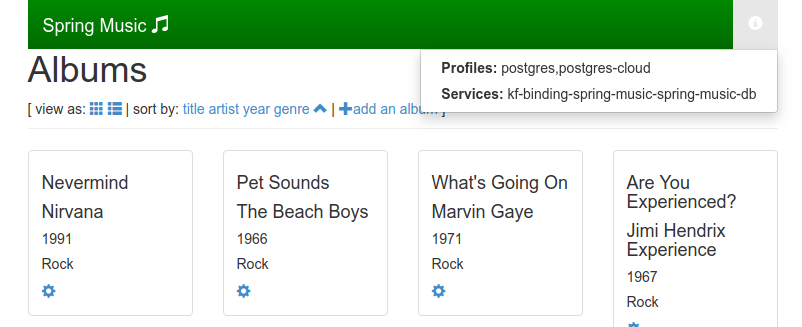 Spring Music
Profiles: postgres,postgres-cloud
Services: kf-binding-spring-music-spring-music-db
Albums
[ view as: | sort by: title artist year genre | add an album ]
Nevermind
Nirvana
1991
Rock
Pet Sounds
The Beach Boys
1966
Rock
What's Going On
Marvin Gaye
1971
Rock
Are You
Experienced?
Jimi Hendrix
Experience
1967
Rock